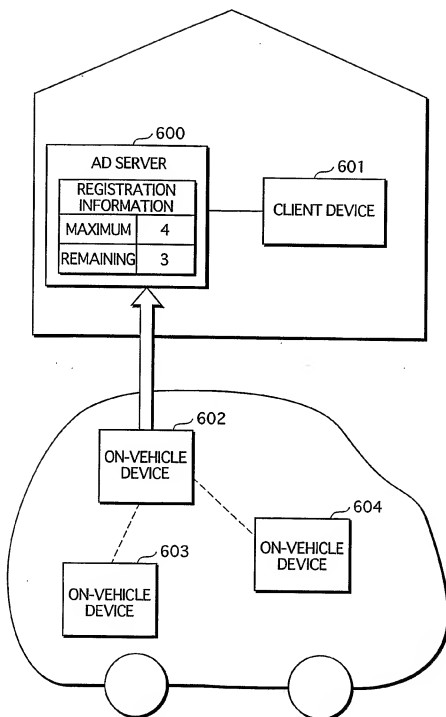 600
AD SERVER
REGISTRATION
INFORMATION
MAXIMUM 4
REMAINING 3
601
CLIENT DEVICE
602
ON-VEHICLE
DEVICE
604
ON-VEHICLE
DEVICE
603
ON-VEHICLE
DEVICE